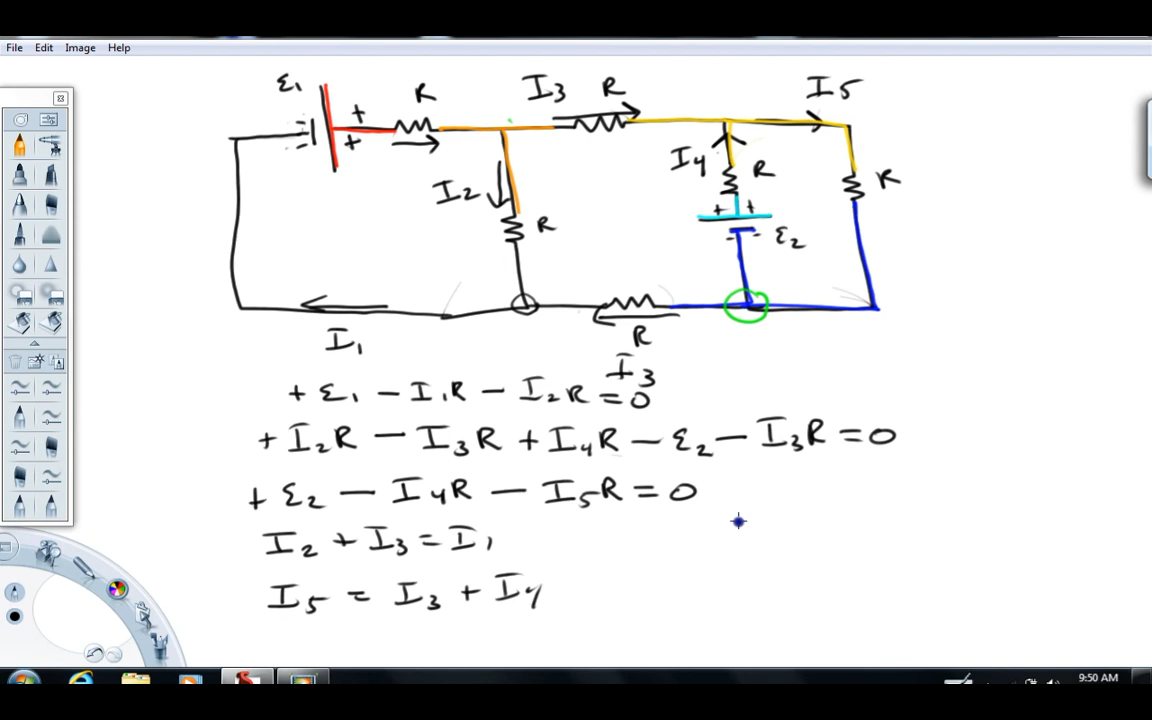 File Edit Image Help
ε₁ + R I₃ R I₅
+
I₂ R I₄ R R
+ +
- - ε₂
I₁ R
I₃
+ ε₁ - I₁R - I₂R = 0
+ I₂R - I₃R + I₄R - ε₂ - I₃R = 0
+ ε₂ - I₄R - I₅R = 0
I₂ + I₃ = I₁
I₅ = I₃ + I₄
9:50 AM